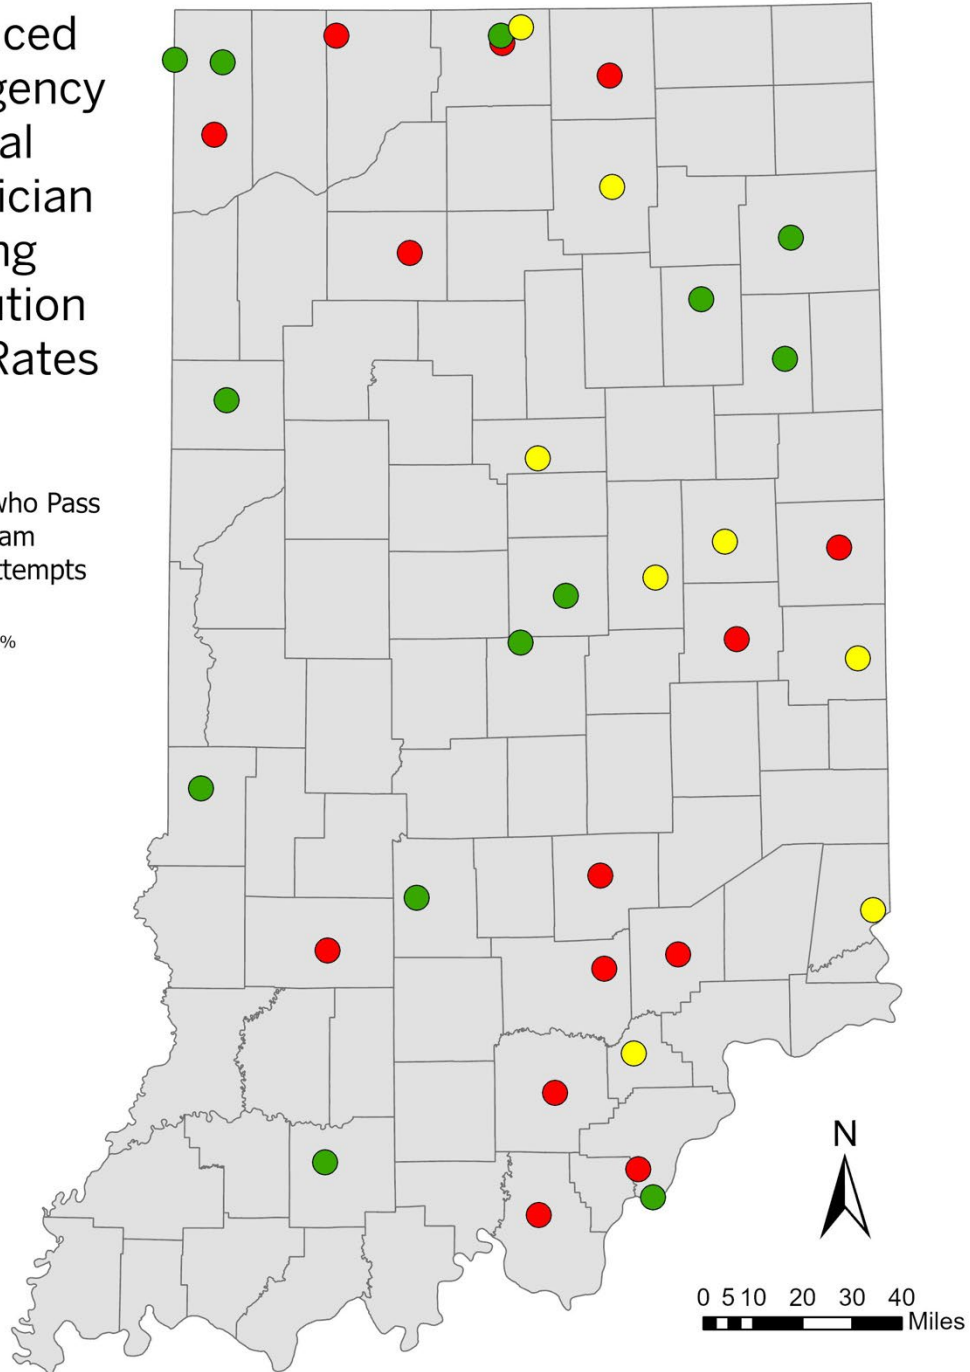 ced
gency
al
ician
ng
ution
Rates
who Pass
am
ttempts
%
N
0 5 10 20 30 40
Miles